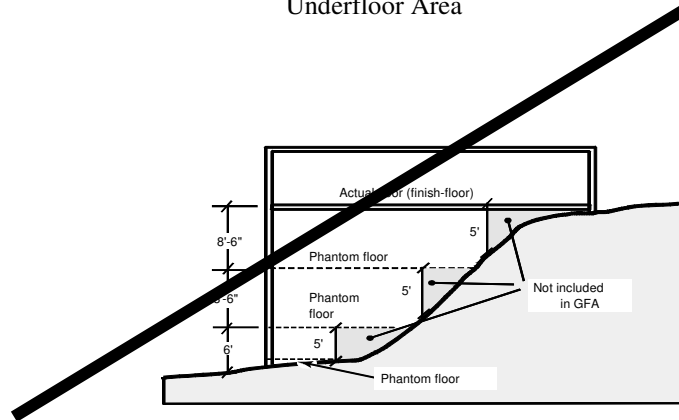 Underfloor Area
Actual floor (finish-floor)
5'
8'-6"
Phantom floor
5'
Not included
in GFA
-6"
Phantom
floor
5'
6'
Phantom floor